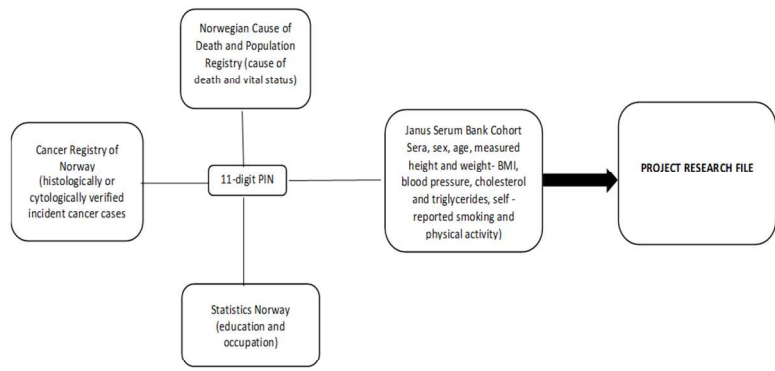 Norwegian Cause of
Death and Population
Registry (cause of
death and vital status)
Cancer Registry of
Norway
(histologically or
cytologically verified
incident cancer cases
11-digit PIN
Janus Serum Bank Cohort
Sera, sex, age, measured
height and weight- BMI,
blood pressure, cholesterol
and triglycerides, self -
reported smoking and
physical activity)
PROJECT RESEARCH FILE
Statistics Norway
(education and
occupation)